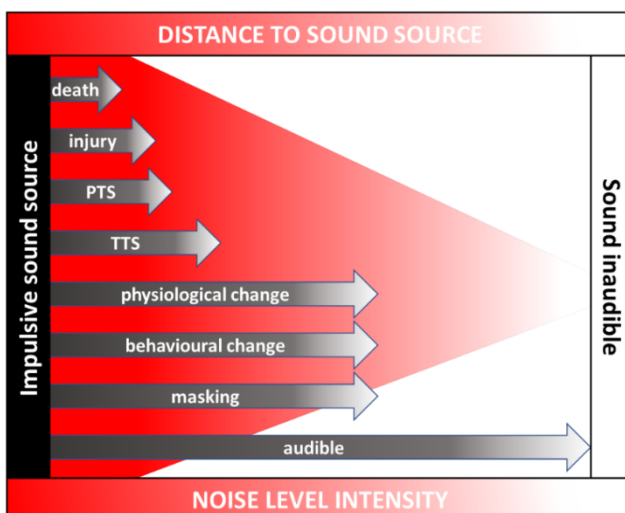 DISTANCE TO SOUND SOURCE
Impulsive sound source
death
injury
PTS
TTS
physiological change
behavioural change
masking
audible
Sound inaudible
NOISE LEVEL INTENSITY